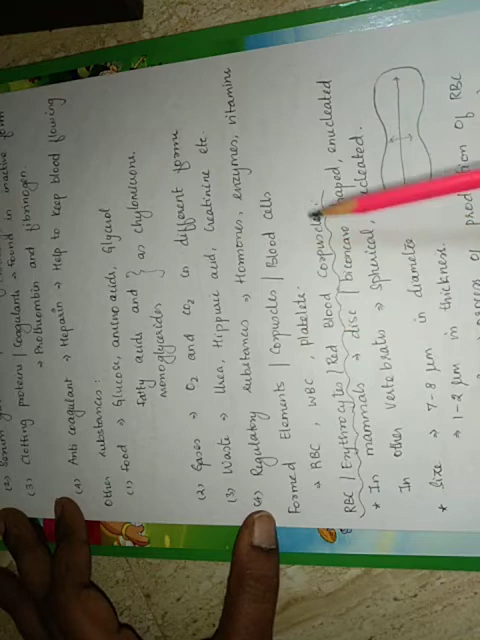 (3) Clotting proteins | Coagulants → Found in inactive form
→ Prothrombin and fibrinogen.
(4) Anti coagulant → Heparin → Help to keep blood flowing
Other substances:
(1) Food → Glucose, amino acids, Glycerol
fatty acids and } as chylomicrons.
monoglycerides
(2) Gases → O2 and CO2 in different forms
(3) Waste → Urea, Hippuric acid, Creatinine etc.
(4) Regulatory substances → Hormones, enzymes, vitamins
Formed Elements | Corpuscles | Blood cells
→ RBC, WBC, platelets.
RBC | Erythrocytes | Red Blood Corpuscles:
* In mammals → disc | biconcave shaped, enucleated
In other vertebrates → spherical, nucleated.
* Size → 7-8 μm in diameter
→ 1-2 μm in thickness.
process of production of RBC